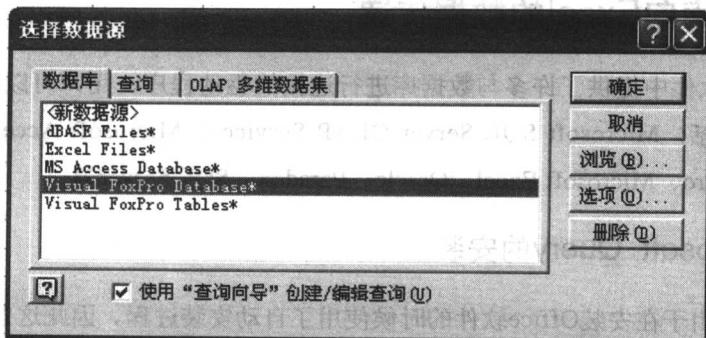 选择数据源
数据库 查询 OLAP 多维数据集
<新数据源>
dBASE Files*
Excel Files*
MS Access Database*
Visual FoxPro Database*
Visual FoxPro Tables*
确定
取消
浏览(B)...
选项(O)...
删除(D)
使用“查询向导”创建/编辑查询(U)